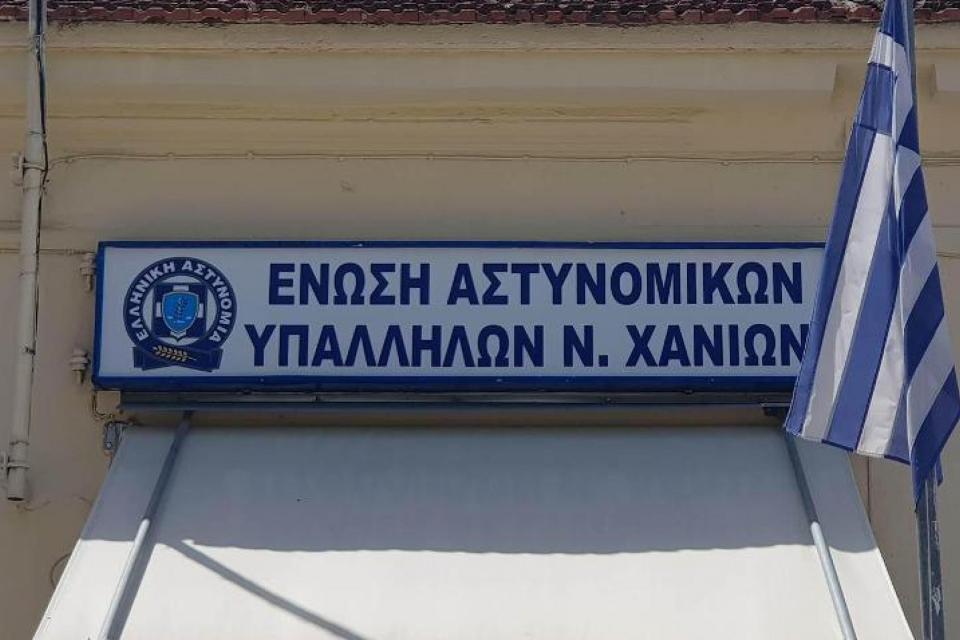 ΕΛΛΗΝΙΚΗ ΑΣΤΥΝΟΜΙΑ
ΕΝΩΣΗ ΑΣΤΥΝΟΜΙΚΩΝ
ΥΠΑΛΛΗΛΩΝ Ν. ΧΑΝΙΩΝ